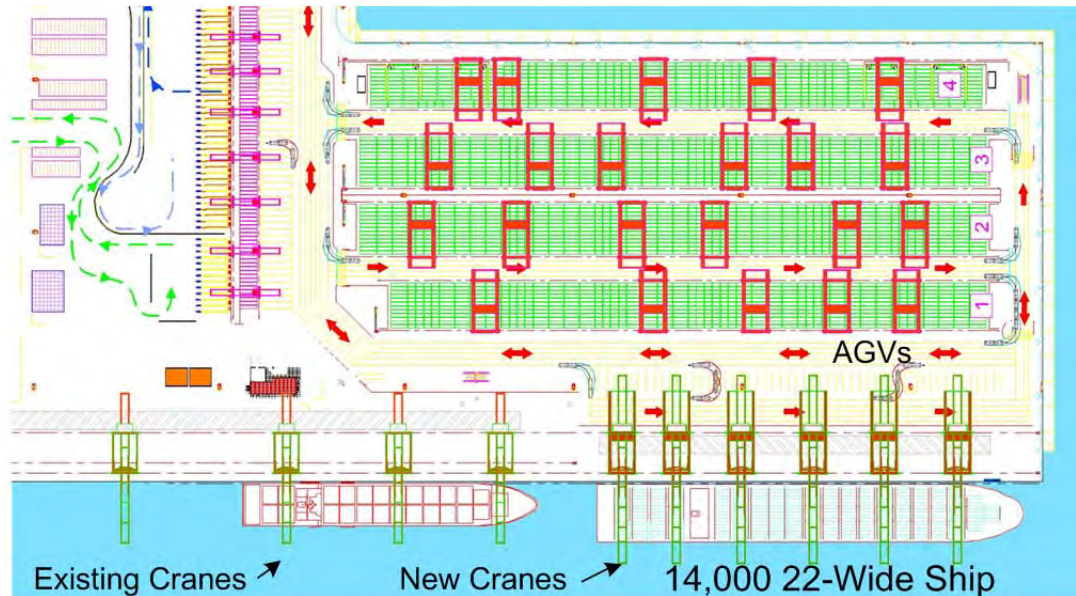 4
3
2
1
AGVs
Existing Cranes
New Cranes
14,000 22-Wide Ship